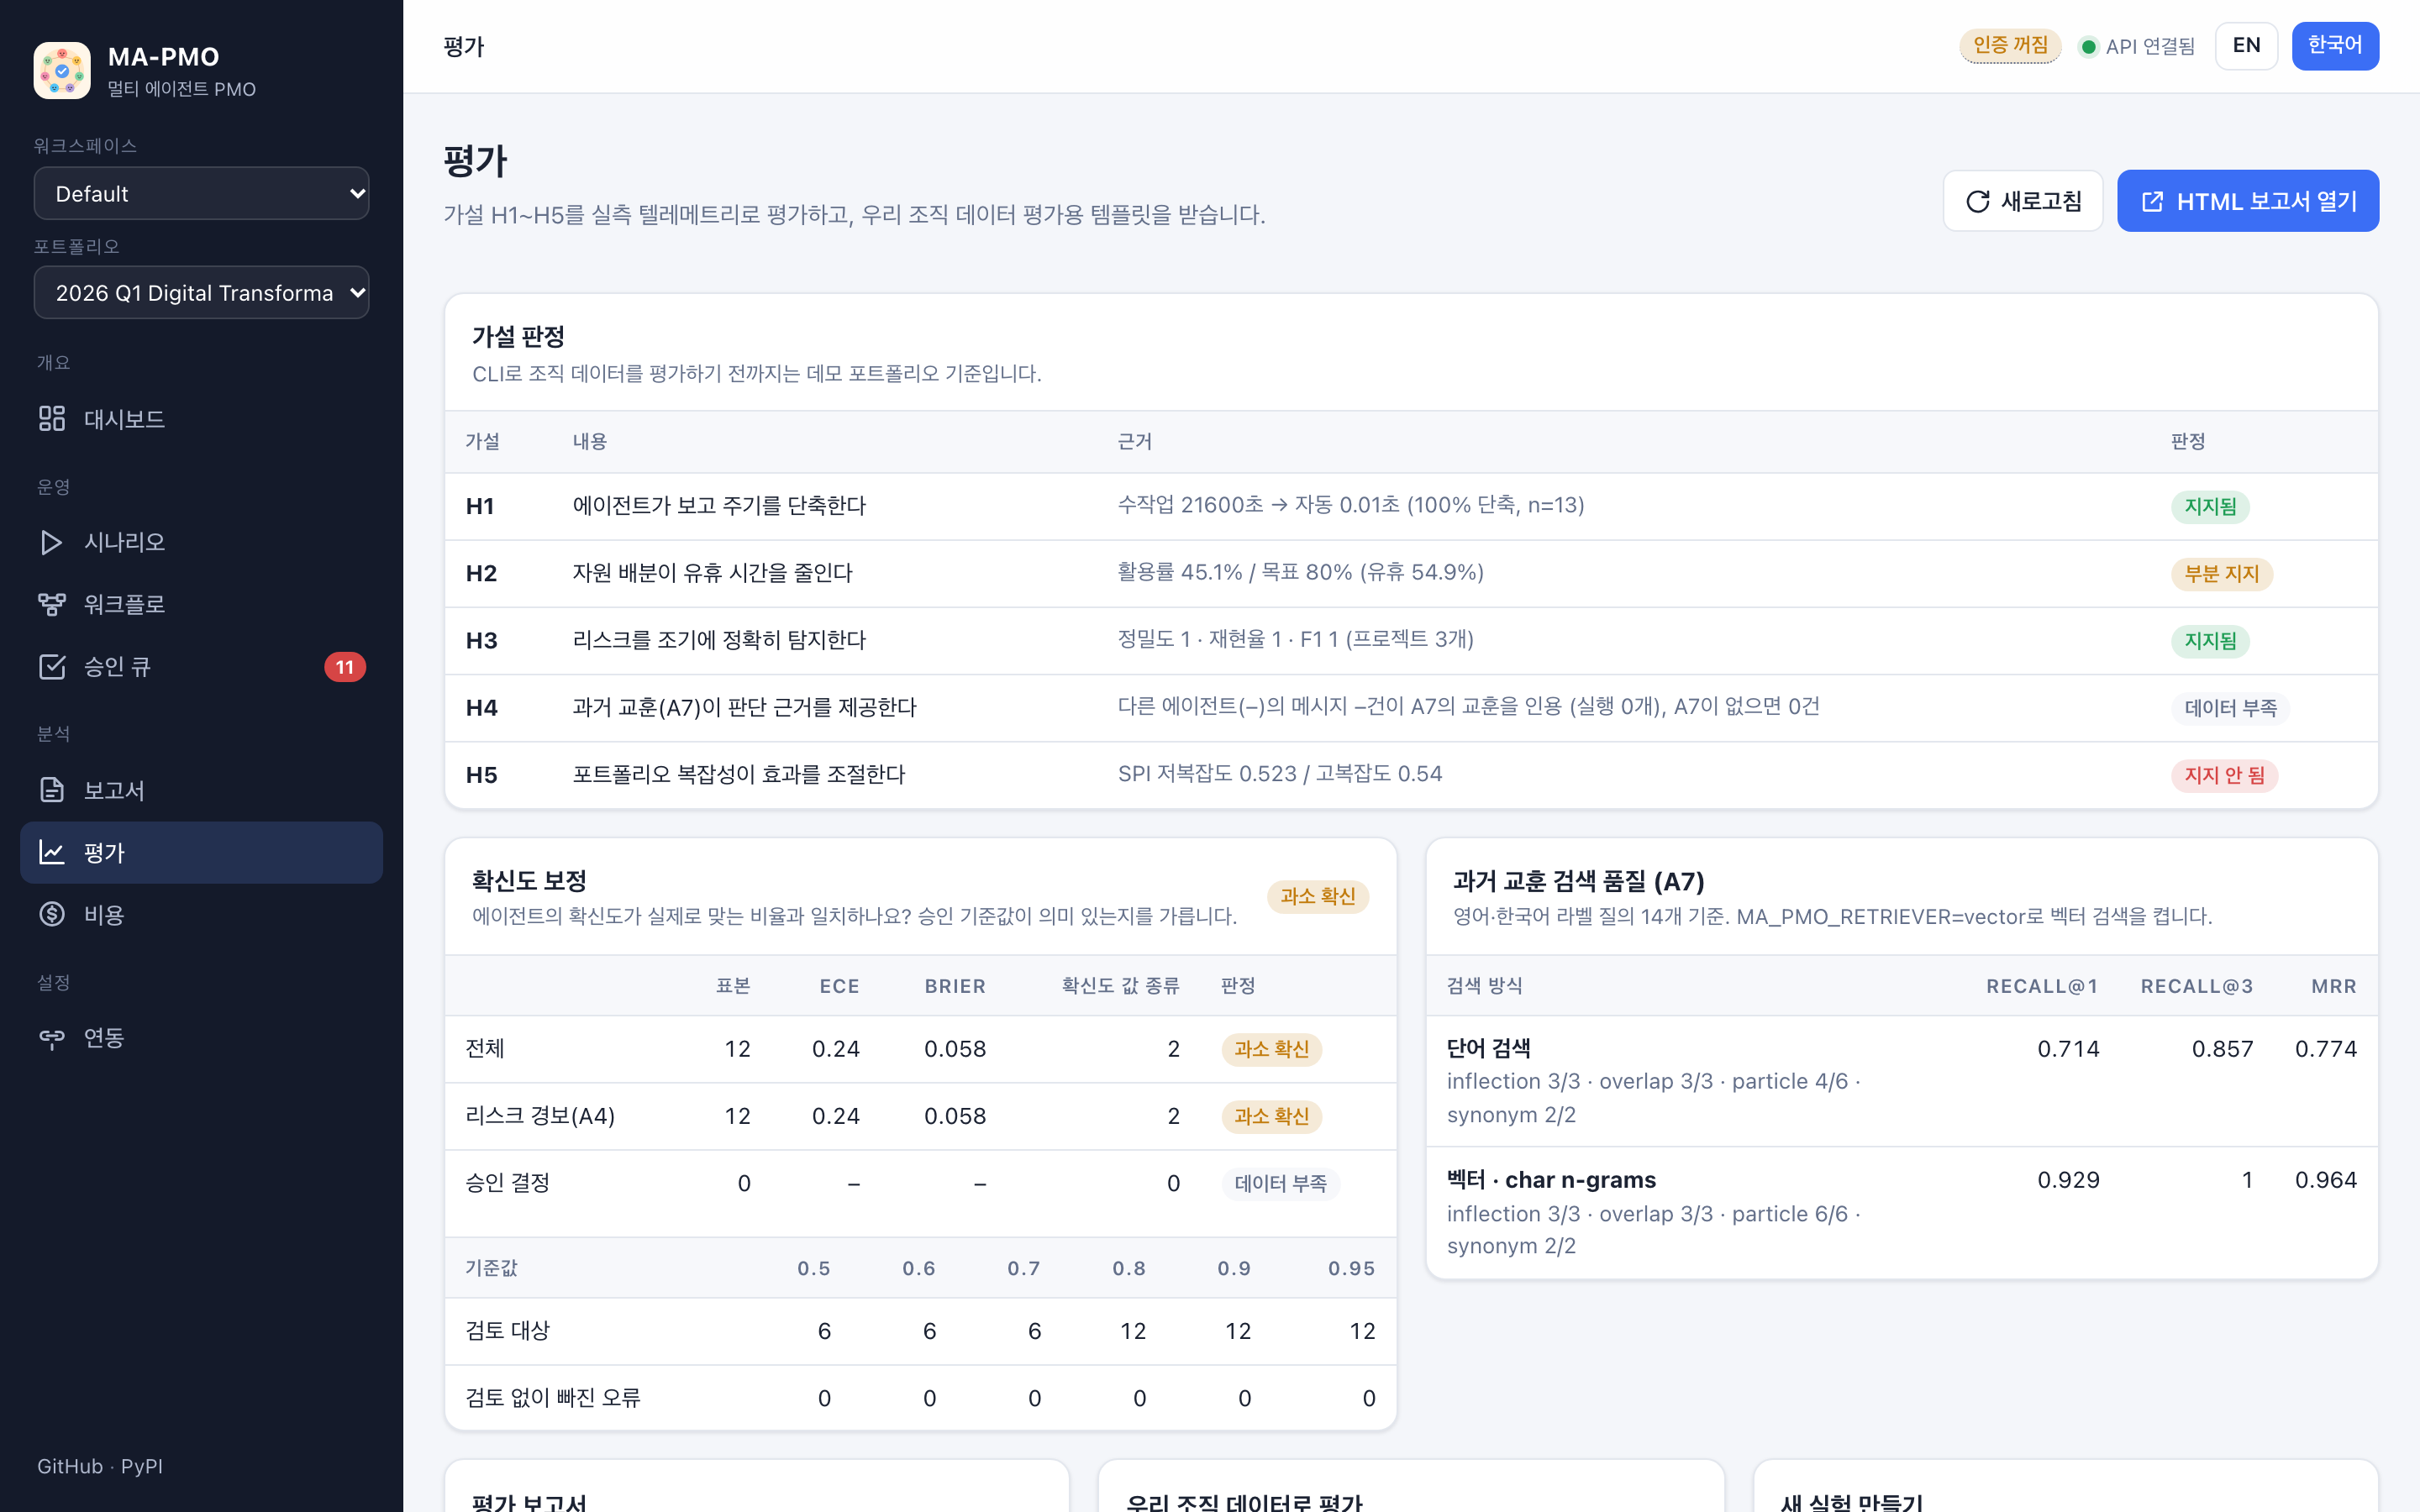 MA-PMO
멀티 에이전트 PMO
워크스페이스
Default
포트폴리오
2026 Q1 Digital Transforma
개요
대시보드
운영
시나리오
워크플로
승인 큐
11
분석
보고서
평가
비용
설정
연동
GitHub · PyPI
평가
인증 꺼짐
API 연결됨
EN
한국어
평가
가설 H1~H5를 실측 텔레메트리로 평가하고, 우리 조직 데이터 평가용 템플릿을 받습니다.
새로고침
HTML 보고서 열기
가설 판정
CLI로 조직 데이터를 평가하기 전까지는 데모 포트폴리오 기준입니다.
가설 내용 근거 판정
H1 에이전트가 보고 주기를 단축한다 수작업 21600초 → 자동 0.01초 (100% 단축, n=13) 지지됨
H2 자원 배분이 유휴 시간을 줄인다 활용률 45.1% / 목표 80% (유휴 54.9%) 부분 지지
H3 리스크를 조기에 정확히 탐지한다 정밀도 1 · 재현율 1 · F1 1 (프로젝트 3개) 지지됨
H4 과거 교훈(A7)이 판단 근거를 제공한다 다른 에이전트(–)의 메시지 –건이 A7의 교훈을 인용 (실행 0개), A7이 없으면 0건 데이터 부족
H5 포트폴리오 복잡성이 효과를 조절한다 SPI 저복잡도 0.523 / 고복잡도 0.54 지지 안 됨
확신도 보정
에이전트의 확신도가 실제로 맞는 비율과 일치하나요? 승인 기준값이 의미 있는지를 가릅니다.
과소 확신
표본 ECE BRIER 확신도 값 종류 판정
전체 12 0.24 0.058 2 과소 확신
리스크 경보(A4) 12 0.24 0.058 2 과소 확신
승인 결정 0 – – 0 데이터 부족
기준값 0.5 0.6 0.7 0.8 0.9 0.95
검토 대상 6 6 6 12 12 12
검토 없이 빠진 오류 0 0 0 0 0 0
과거 교훈 검색 품질 (A7)
영어·한국어 라벨 질의 14개 기준. MA_PMO_RETRIEVER=vector로 벡터 검색을 켭니다.
검색 방식 RECALL@1 RECALL@3 MRR
단어 검색 0.714 0.857 0.774
inflection 3/3 · overlap 3/3 · particle 4/6 ·
synonym 2/2
벡터 · char n-grams 0.929 1 0.964
inflection 3/3 · overlap 3/3 · particle 6/6 ·
synonym 2/2
평가 보고서
우리 조직 데이터로 평가
새 실험 만들기